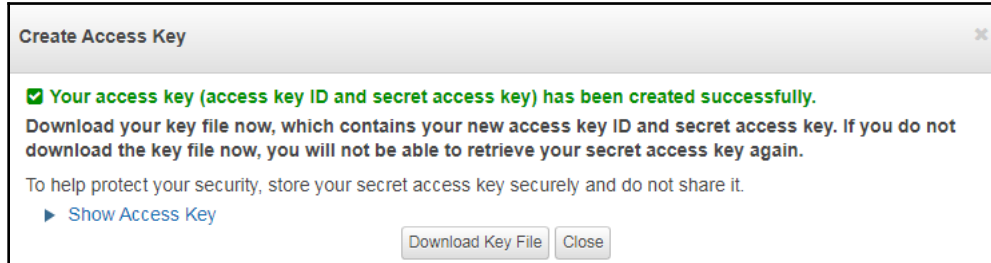 Create Access Key
Your access key (access key ID and secret access key) has been created successfully.
Download your key file now, which contains your new access key ID and secret access key. If you do not
download the key file now, you will not be able to retrieve your secret access key again.
To help protect your security, store your secret access key securely and do not share it.
Show Access Key
Download Key File Close